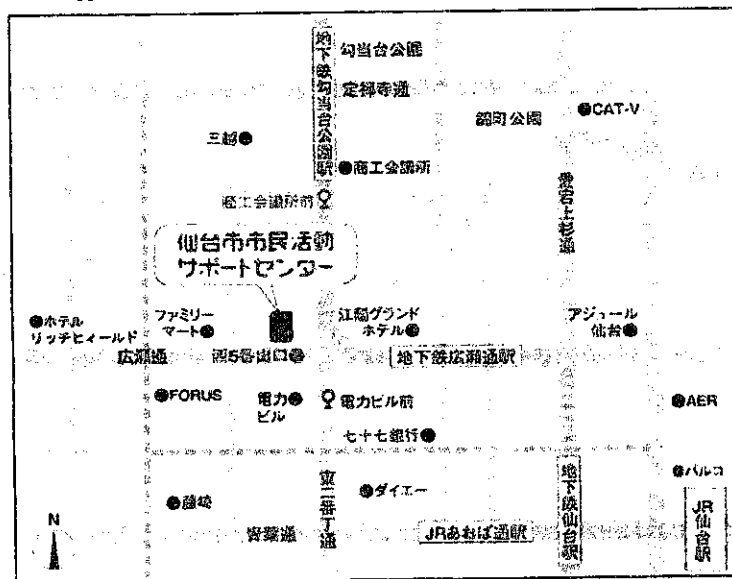 地下鉄勾当台公園駅
勾当台公園
定禅寺通
錦町公園
●CAT-V
三越●
●商工会議所
商工会議所前
愛宕上杉通
仙台市市民活動
サポートセンター
●ホテル
リッチフィールド
ファミリー
マート●
江陽グランド
ホテル●
アジュール
仙台●
広瀬通
西5番出口●
地下鉄広瀬通駅
●FORUS
電力●
ビル
電力ビル前
●AER
七十七銀行●
●パルコ
●藤崎
東二番丁通
●ダイエー
地下鉄仙台駅
JR仙台駅
青葉通
JRあおば通駅
N